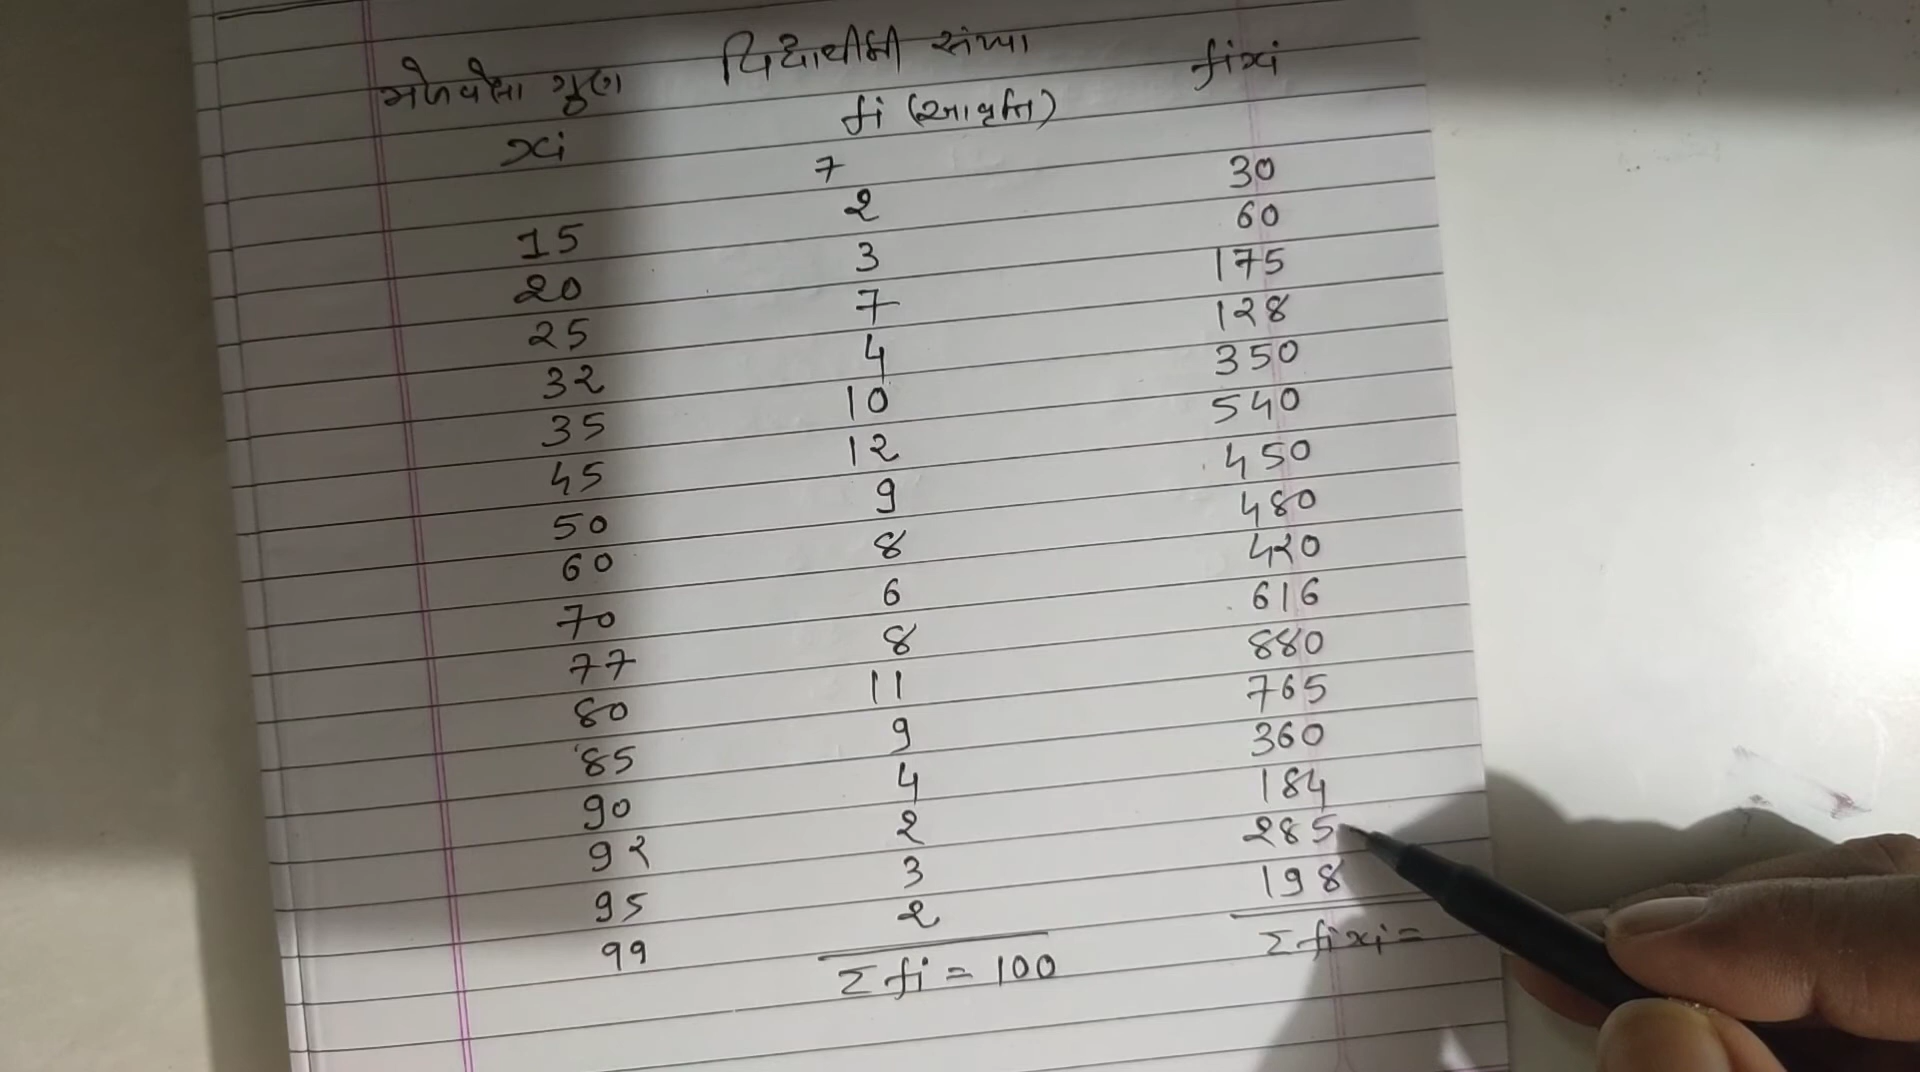 મેળવેલા ગુણ વિદ્યાર્થીની સંખ્યા fixi
xi fi (આવૃત્તિ)
7 30
15 2 60
20 3 175
25 7 128
32 4 350
35 10 540
45 12 450
50 9 480
60 8 420
70 6 616
77 8 880
80 11 765
85 9 360
90 4 184
92 2 285
95 3 198
99 2 Σ fixi =
Σ fi = 100